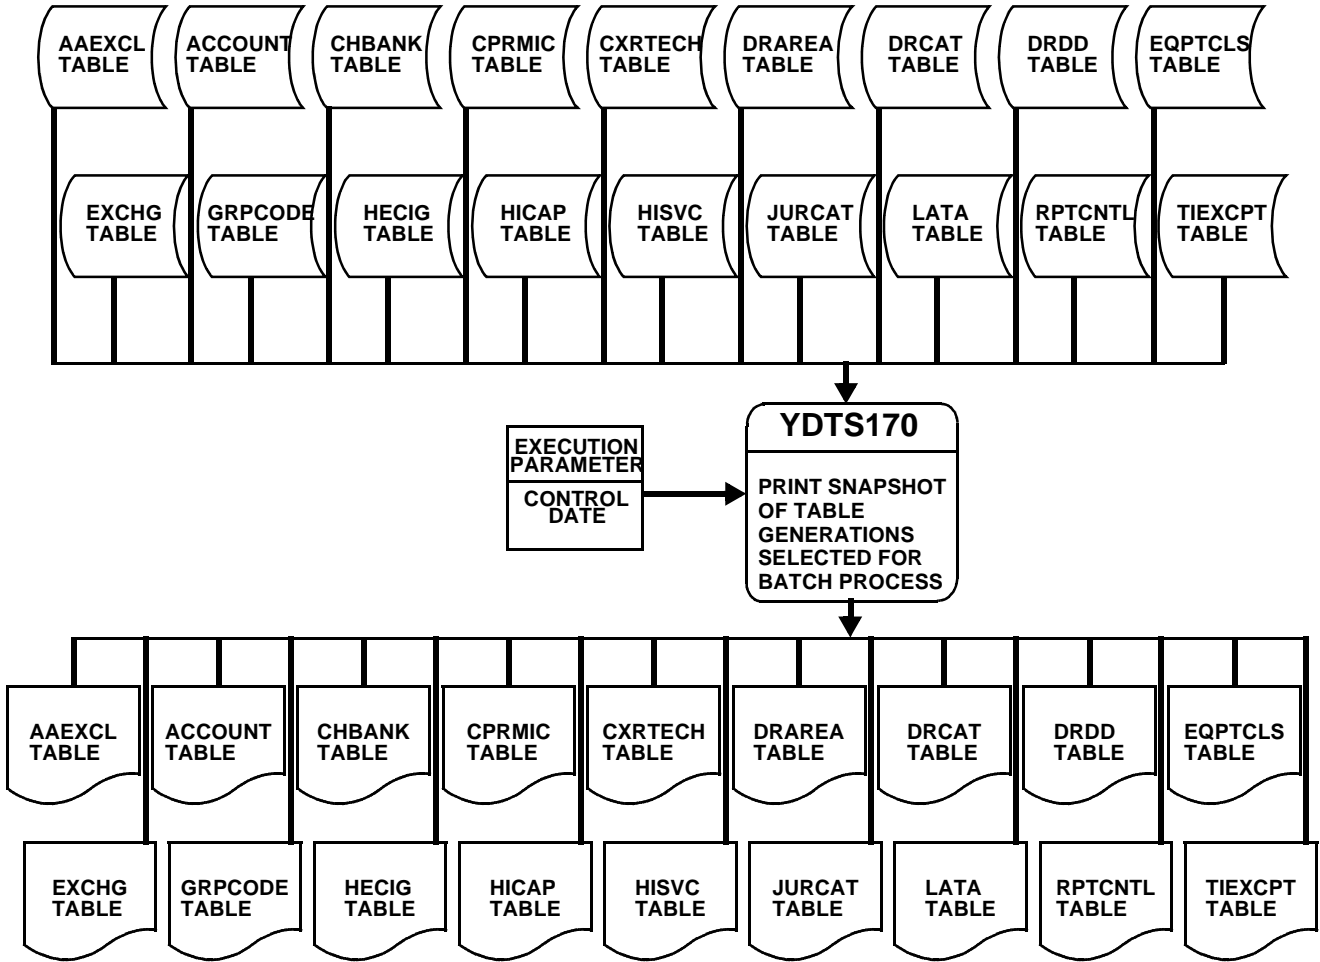 AAEXCL
TABLE
ACCOUNT
TABLE
CHBANK
TABLE
CPRMIC
TABLE
CXRTECH
TABLE
DRAREA
TABLE
DRCAT
TABLE
DRDD
TABLE
EQPTCLS
TABLE
EXCHG
TABLE
GRPCODE
TABLE
HECIG
TABLE
HICAP
TABLE
HISVC
TABLE
JURCAT
TABLE
LATA
TABLE
RPTCNTL
TABLE
TIEXCPT
TABLE
EXECUTION
PARAMETER
CONTROL
DATE
YDTS170
PRINT SNAPSHOT
OF TABLE
GENERATIONS
SELECTED FOR
BATCH PROCESS
AAEXCL
TABLE
ACCOUNT
TABLE
CHBANK
TABLE
CPRMIC
TABLE
CXRTECH
TABLE
DRAREA
TABLE
DRCAT
TABLE
DRDD
TABLE
EQPTCLS
TABLE
EXCHG
TABLE
GRPCODE
TABLE
HECIG
TABLE
HICAP
TABLE
HISVC
TABLE
JURCAT
TABLE
LATA
TABLE
RPTCNTL
TABLE
TIEXCPT
TABLE